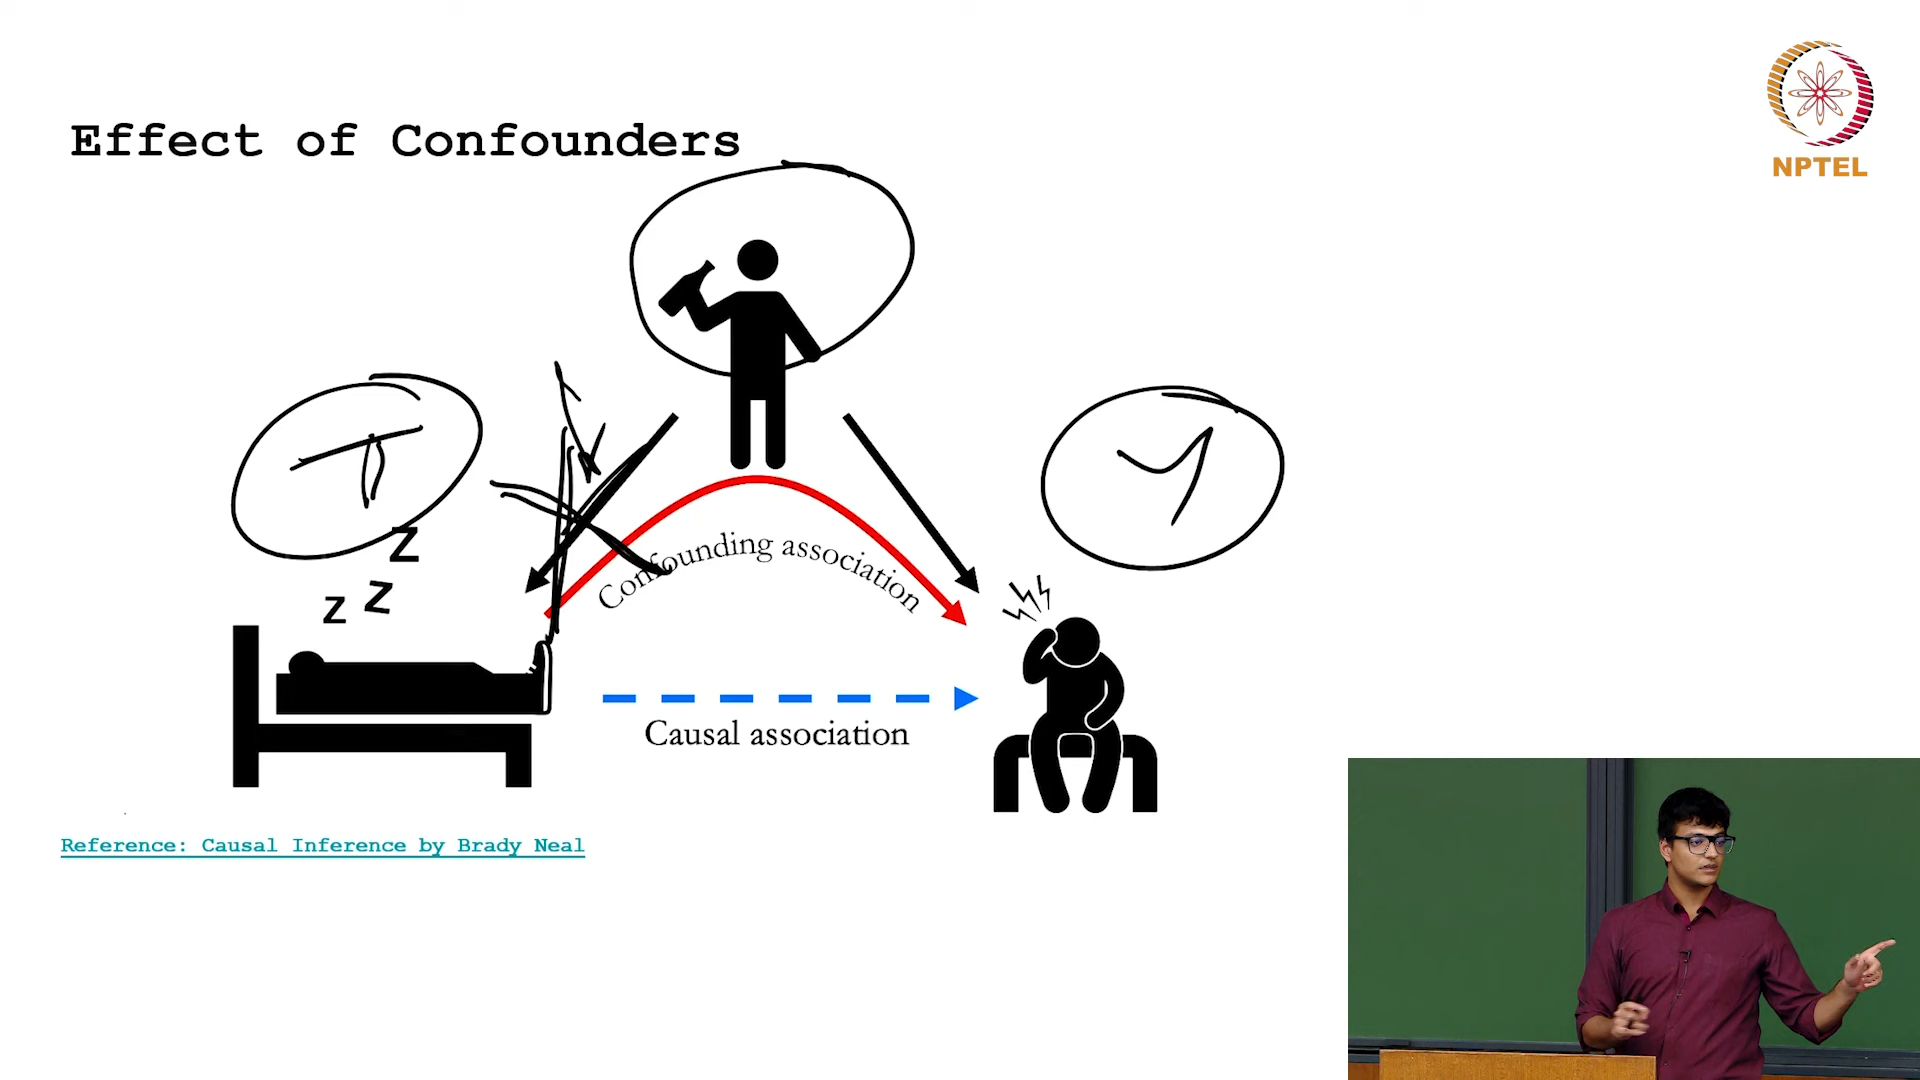 NPTEL
Effect of Confounders
T
Y
z
z
z
Confounding association
Causal association
Reference: Causal Inference by Brady Neal